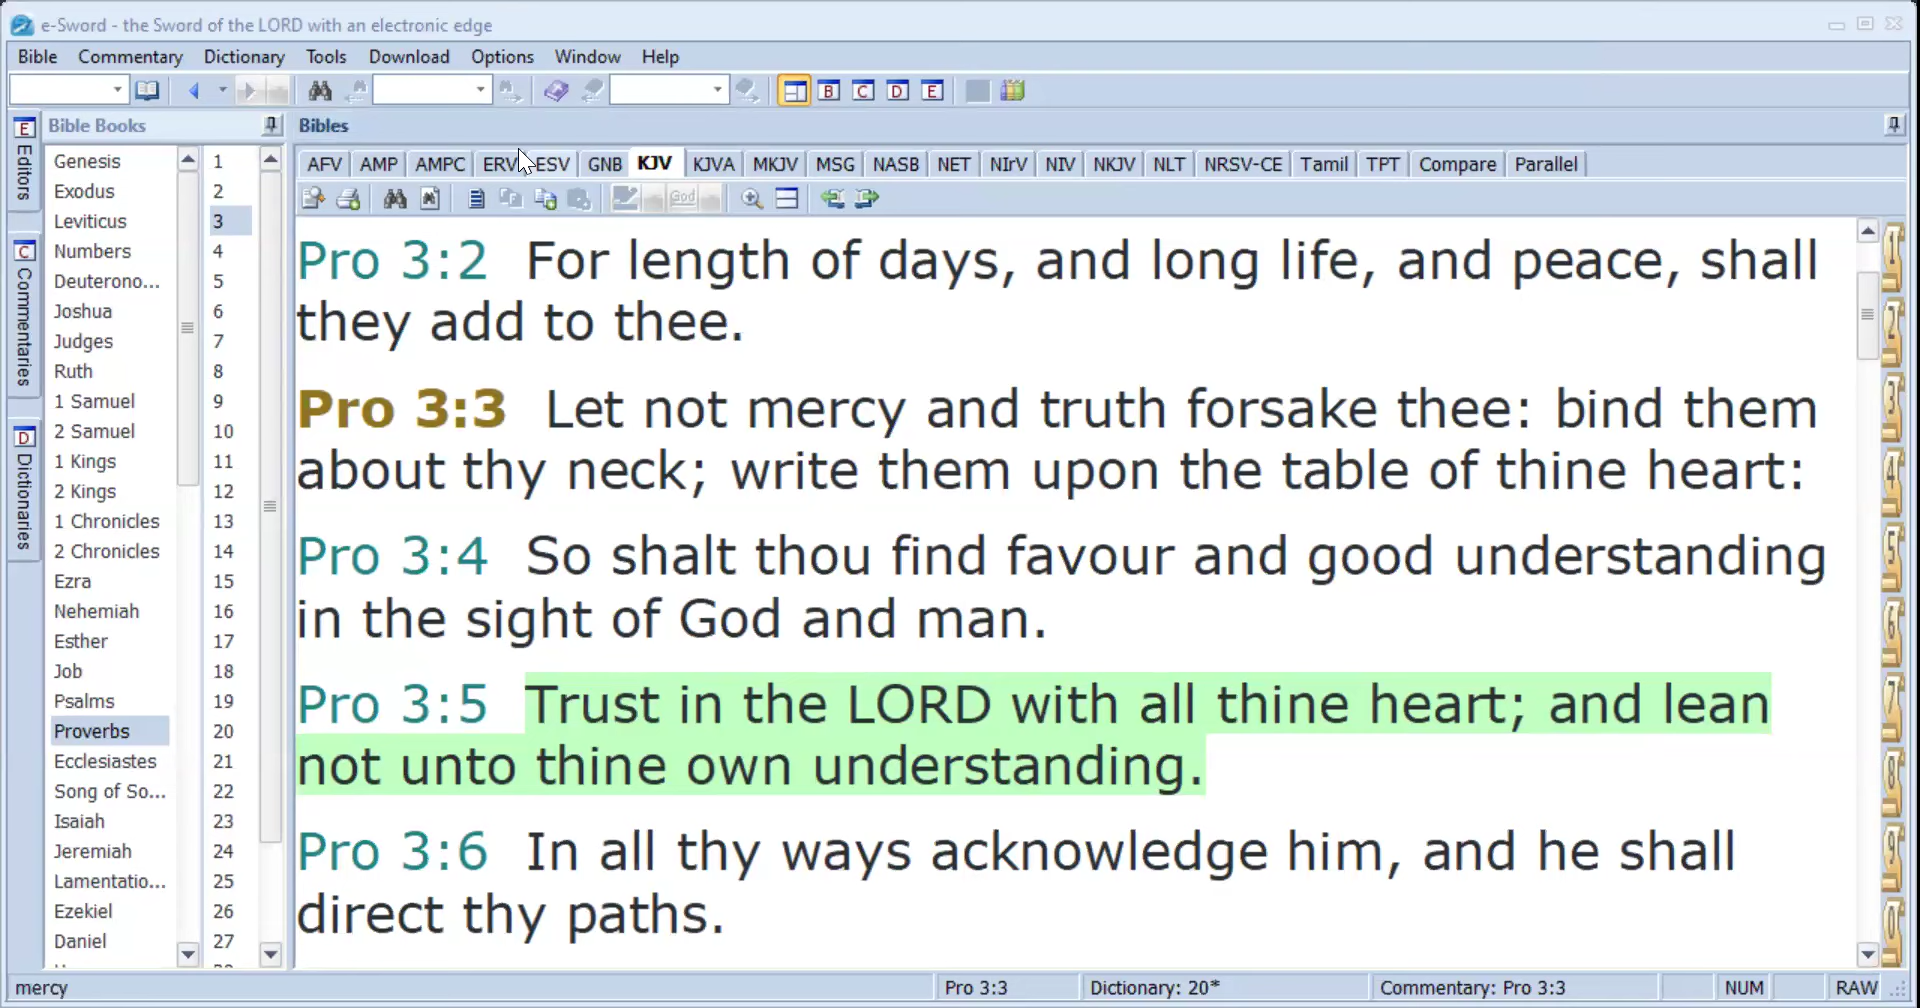 e-Sword - the Sword of the LORD with an electronic edge
Bible Commentary Dictionary Tools Download Options Window Help
B C D E
E Editors
C Commentaries
D Dictionaries
Bible Books
Genesis
Exodus
Leviticus
Numbers
Deuterono...
Joshua
Judges
Ruth
1 Samuel
2 Samuel
1 Kings
2 Kings
1 Chronicles
2 Chronicles
Ezra
Nehemiah
Esther
Job
Psalms
Proverbs
Ecclesiastes
Song of So...
Isaiah
Jeremiah
Lamentatio...
Ezekiel
Daniel
1
2
3
4
5
6
7
8
9
10
11
12
13
14
15
16
17
18
19
20
21
22
23
24
25
26
27
Bibles
AFV AMP AMPC ERV ESV GNB KJV KJVA MKJV MSG NASB NET NIrV NIV NKJV NLT NRSV-CE Tamil TPT Compare Parallel
God
Pro 3:2 For length of days, and long life, and peace, shall
they add to thee.
Pro 3:3 Let not mercy and truth forsake thee: bind them
about thy neck; write them upon the table of thine heart:
Pro 3:4 So shalt thou find favour and good understanding
in the sight of God and man.
Pro 3:5 Trust in the LORD with all thine heart; and lean
not unto thine own understanding.
Pro 3:6 In all thy ways acknowledge him, and he shall
direct thy paths.
1
2
3
4
5
6
7
8
9
0
mercy Pro 3:3 Dictionary: 20* Commentary: Pro 3:3 NUM RAW